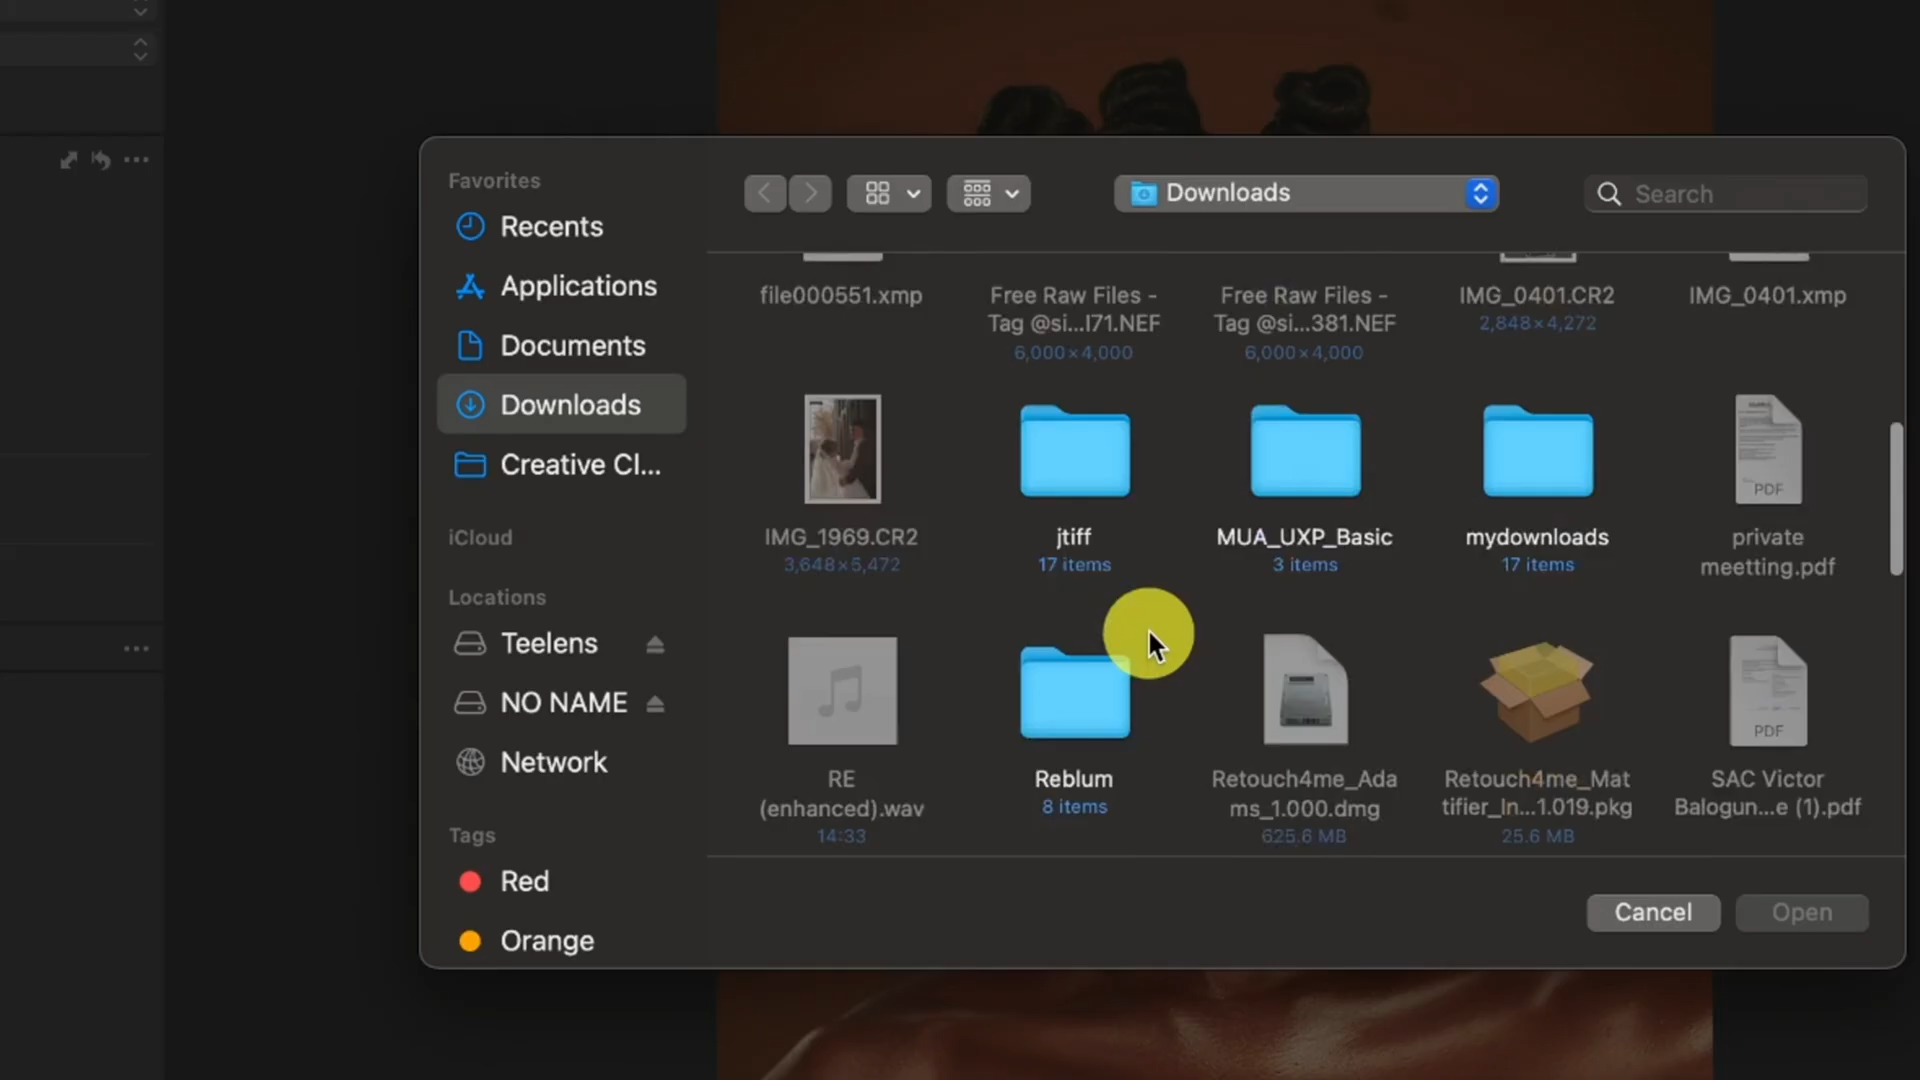 Favorites
Recents
Applications
Documents
Downloads
Creative Cl...
iCloud
Locations
Teelens
NO NAME
Network
Tags
Red
Orange
Downloads
Search
file000551.xmp
Free Raw Files -
Tag @si...I71.NEF
6,000×4,000
Free Raw Files -
Tag @si...381.NEF
6,000×4,000
IMG_0401.CR2
2,848×4,272
IMG_0401.xmp
IMG_1969.CR2
3,648×5,472
jtiff
17 items
MUA_UXP_Basic
3 items
mydownloads
17 items
PDF
private
meetting.pdf
RE
(enhanced).wav
14:33
Reblum
8 items
Retouch4me_Ada
ms_1.000.dmg
625.6 MB
Retouch4me_Mat
tifier_In...1.019.pkg
25.6 MB
PDF
SAC Victor
Balogun...e (1).pdf
Cancel
Open